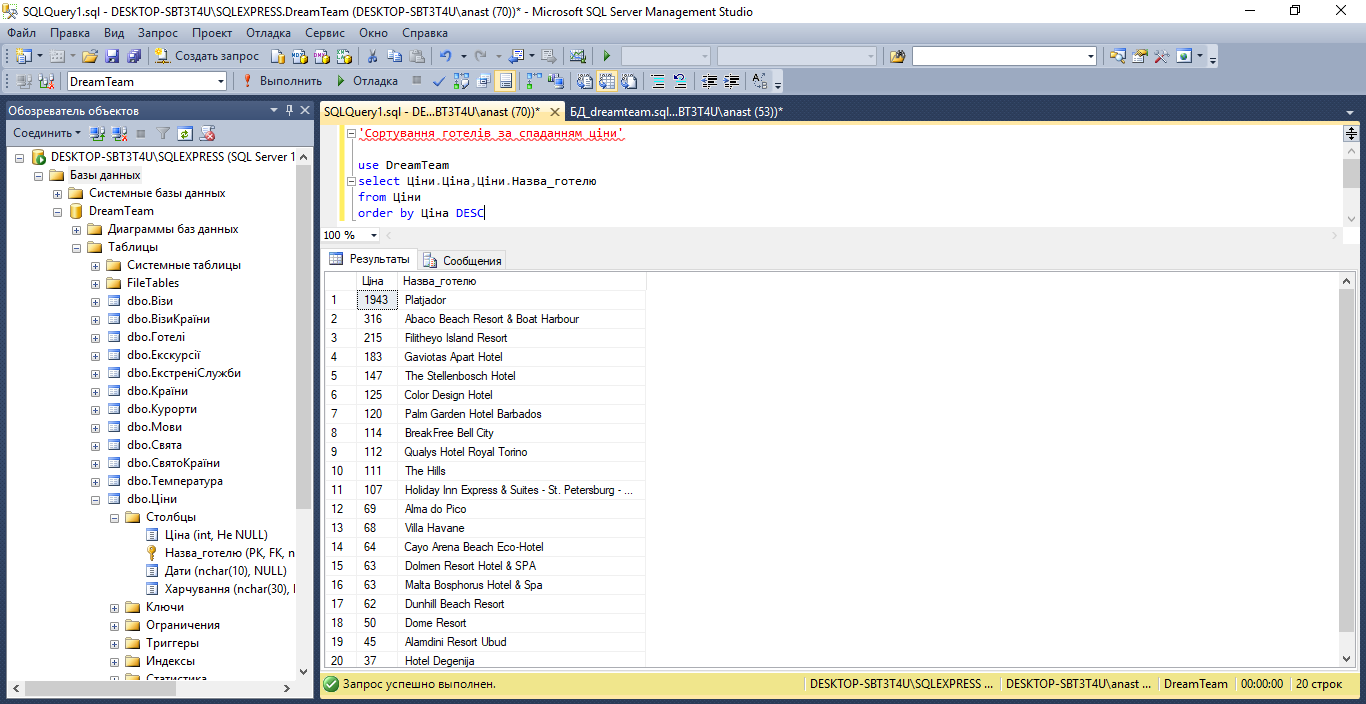 SQLQuery1.sql - DESKTOP-SBT3T4U\SQLEXPRESS.DreamTeam (DESKTOP-SBT3T4U\anast (70))* - Microsoft SQL Server Management Studio
Файл Правка Вид Запрос Проект Отладка Сервис Окно Справка
Создать запрос
DreamTeam Выполнить Отладка
Обозреватель объектов
Соединить
DESKTOP-SBT3T4U\SQLEXPRESS (SQL Server 1
Базы данных
Системные базы данных
DreamTeam
Диаграммы баз данных
Таблицы
Системные таблицы
FileTables
dbo.Візи
dbo.ВізиКраїни
dbo.Готелі
dbo.Екскурсії
dbo.ЕкстреніСлужби
dbo.Країни
dbo.Курорти
dbo.Мови
dbo.Свята
dbo.СвятоКраїни
dbo.Температура
dbo.Ціни
Столбцы
Ціна (int, Не NULL)
Назва_готелю (PK, FK, n
Дати (nchar(10), NULL)
Харчування (nchar(30), I
Ключи
Ограничения
Триггеры
Индексы
Статистика
SQLQuery1.sql - DE...BT3T4U\anast (70))* БД_dreamteam.sql...BT3T4U\anast (53))*
'Сортування готелів за спаданням ціни'
use DreamTeam
select Ціни.Ціна,Ціни.Назва_готелю
from Ціни
order by Ціна DESC
100 %
Результаты Сообщения
Ціна Назва_готелю
1 1943 Platjador
2 316 Abaco Beach Resort & Boat Harbour
3 215 Filitheyo Island Resort
4 183 Gaviotas Apart Hotel
5 147 The Stellenbosch Hotel
6 125 Color Design Hotel
7 120 Palm Garden Hotel Barbados
8 114 BreakFree Bell City
9 112 Qualys Hotel Royal Torino
10 111 The Hills
11 107 Holiday Inn Express & Suites - St. Petersburg - ...
12 69 Alma do Pico
13 68 Villa Havane
14 64 Cayo Arena Beach Eco-Hotel
15 63 Dolmen Resort Hotel & SPA
16 63 Malta Bosphorus Hotel & Spa
17 62 Dunhill Beach Resort
18 50 Dome Resort
19 45 Alamdini Resort Ubud
20 37 Hotel Degenija
Запрос успешно выполнен. DESKTOP-SBT3T4U\SQLEXPRESS ... DESKTOP-SBT3T4U\anast ... DreamTeam 00:00:00 20 строк